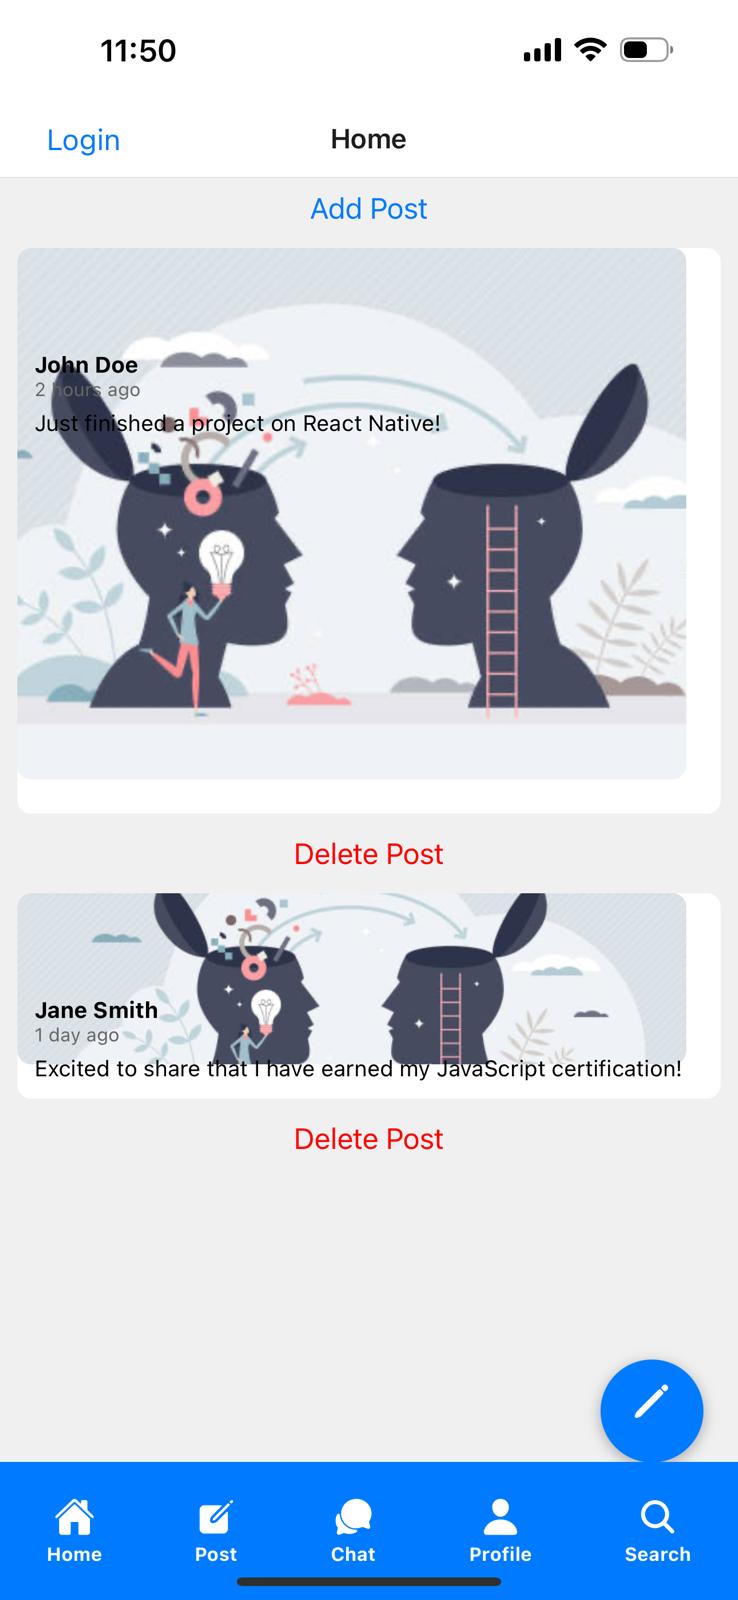 11:50
Login
Home
Add Post
John Doe
2 hours ago
Just finished a project on React Native!
Delete Post
Jane Smith
1 day ago
Excited to share that I have earned my JavaScript certification!
Delete Post
Home
Post
Chat
Profile
Search